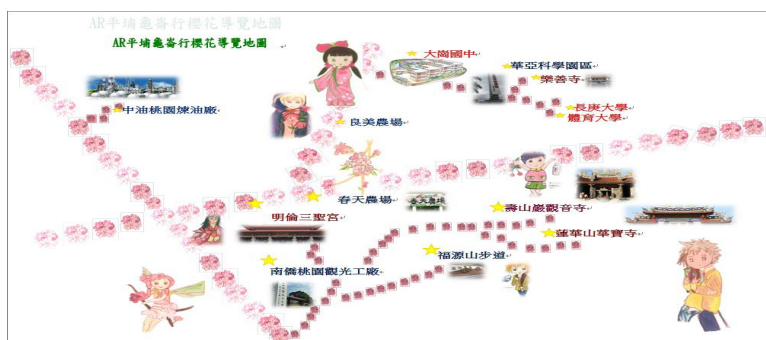 AR平埔龜崙行櫻花導覽地圖
AR平埔龜崙行櫻花導覽地圖
大崗國中
華亞科學園區
樂善寺
中油桃園煉油廠
長庚大學
體育大學
良美農場
春天農場
春天農場
壽山巖觀音寺
明倫三聖宮
蓮華山華寶寺
福源山步道
南僑桃園觀光工廠